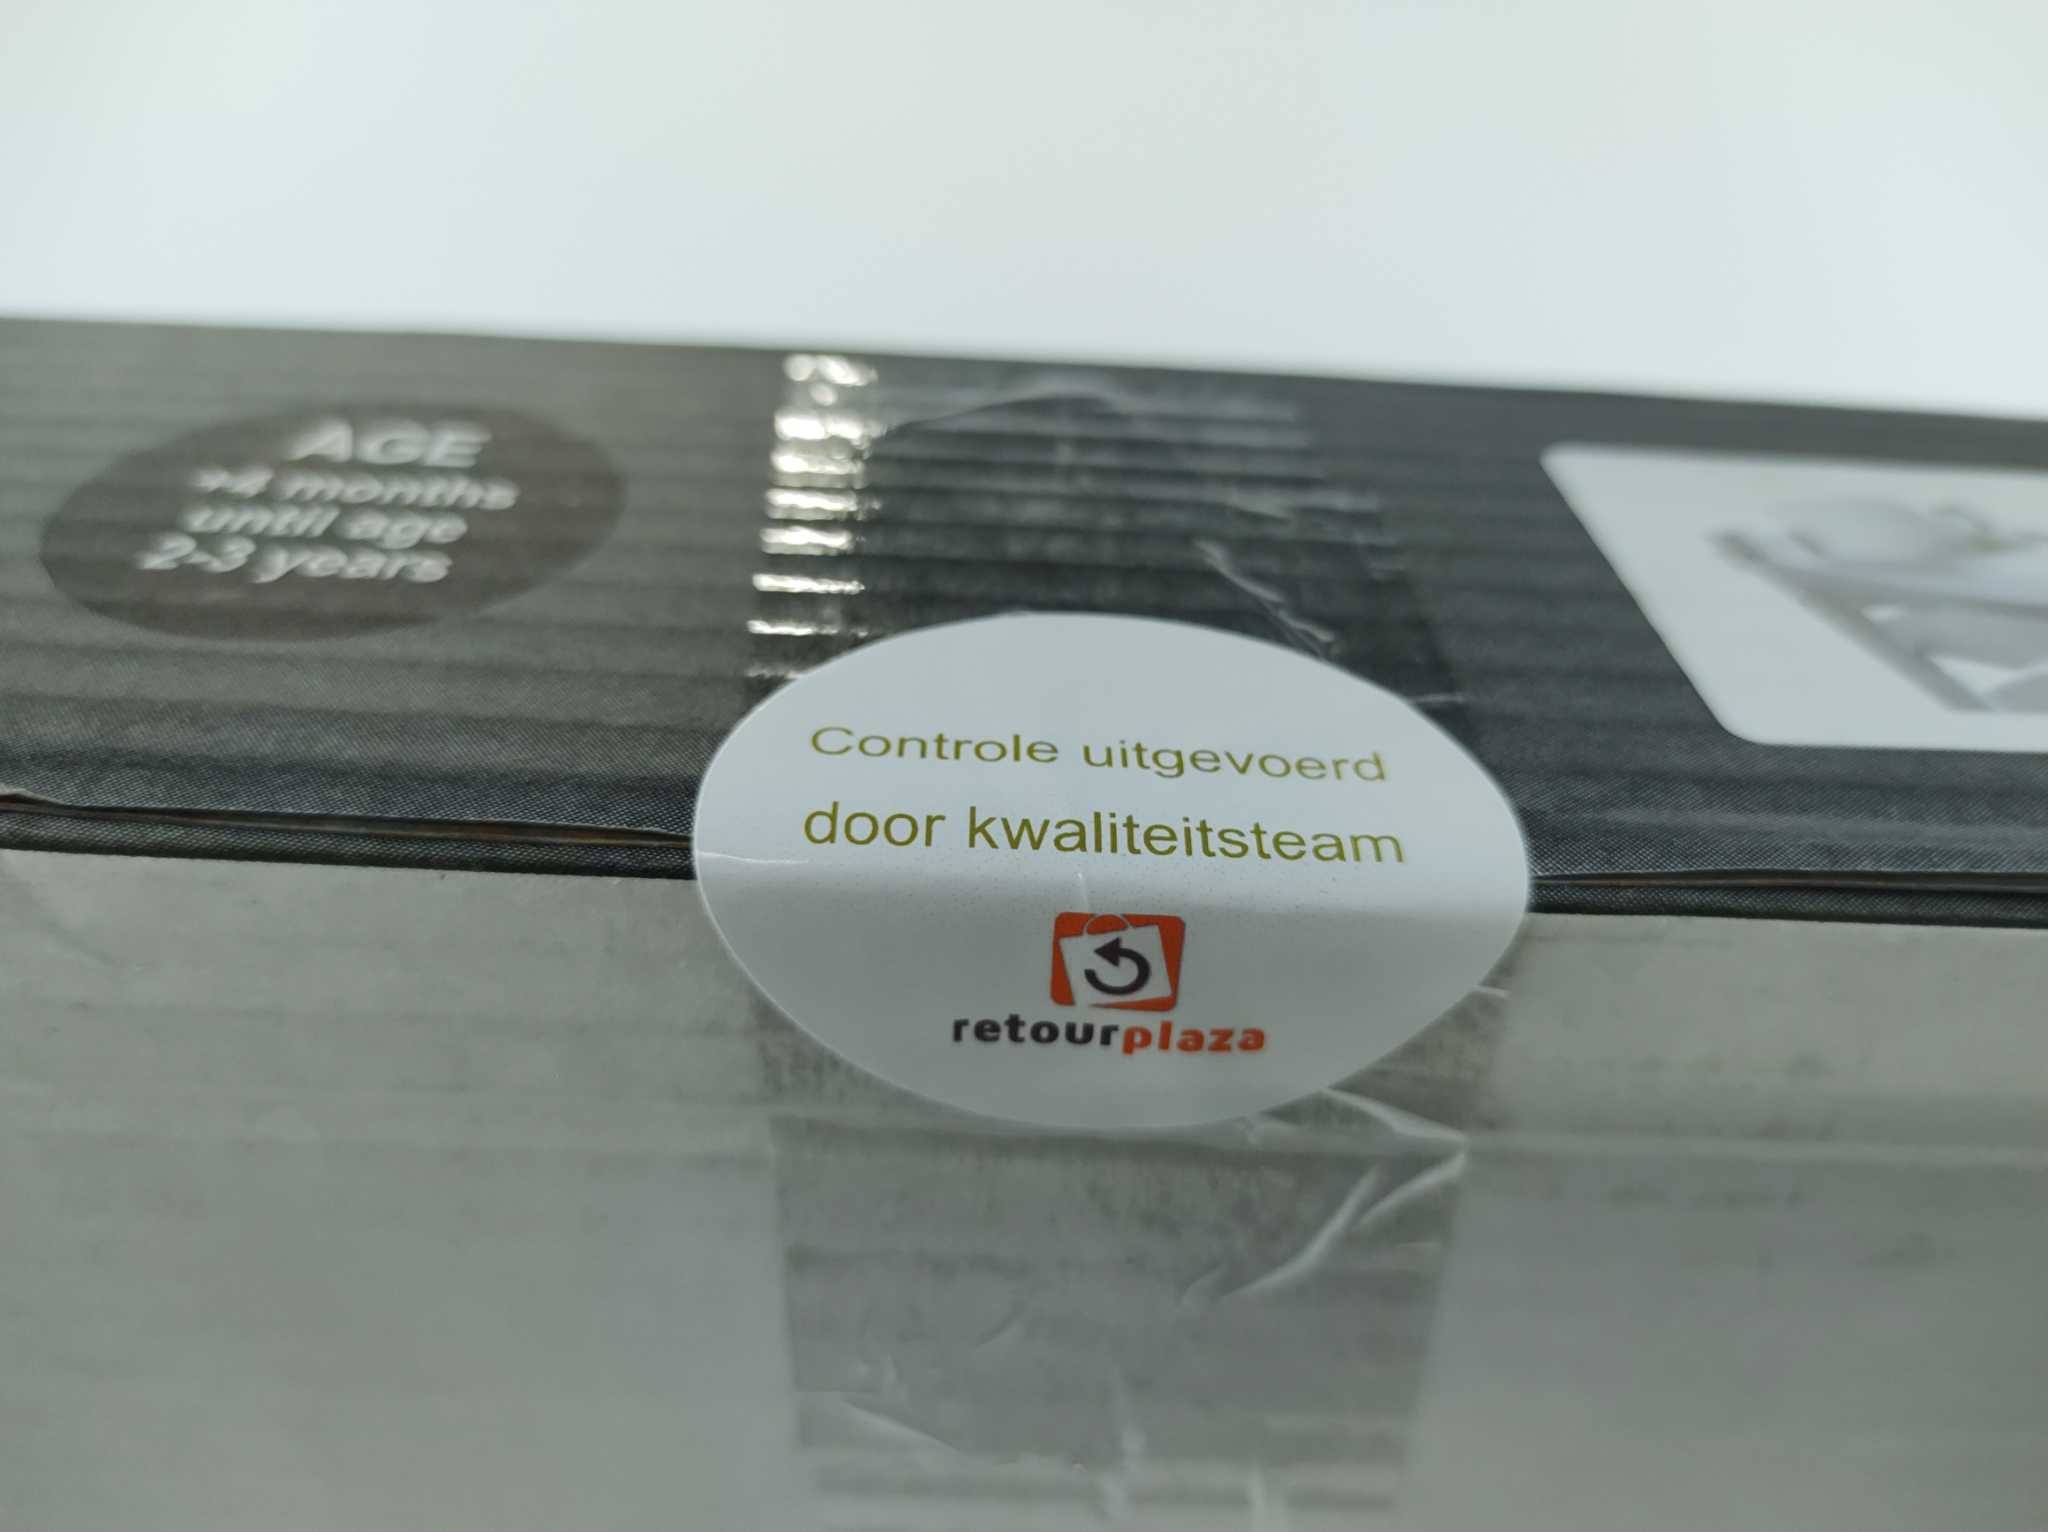 AGE
>4 months
until age
2-3 years
Controle uitgevoerd
door kwaliteitsteam
retourplaza